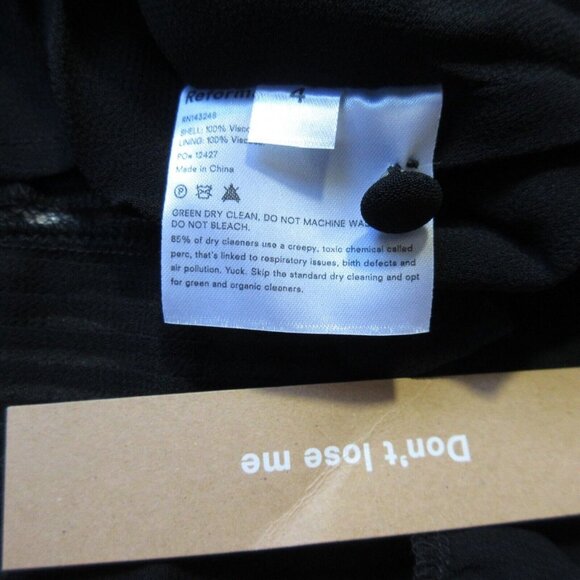 4
RN143248
SHELL: 100%
LINING: 100%
PO# 12427
Made in China
P
GREEN DRY CLEAN. DO NOT MACHINE
DO NOT BLEACH.
85% of dry cleaners use a creepy, toxic chemical called
perc, that's linked to respiratory issues, birth defects and
air pollution. Yuck. Skip the standard dry cleaning and opt
for green and organic cleaners.
Don't lose me